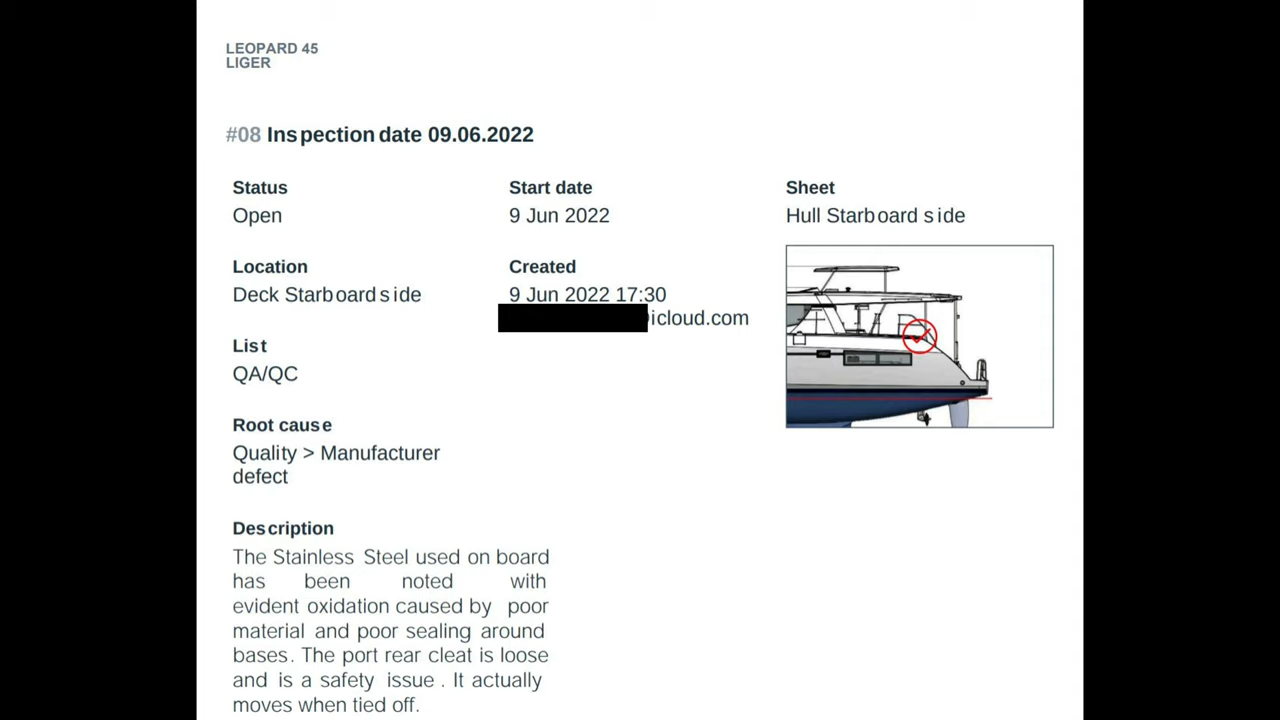 LEOPARD 45
LIGER
#08 Inspection date 09.06.2022
Status
Open
Start date
9 Jun 2022
Sheet
Hull Starboard side
Location
Deck Starboard side
Created
9 Jun 2022 17:30
icloud.com
List
QA/QC
Root cause
Quality > Manufacturer
defect
Description
The Stainless Steel used on board
has been noted with
evident oxidation caused by poor
material and poor sealing around
bases. The port rear cleat is loose
and is a safety issue . It actually
moves when tied off.